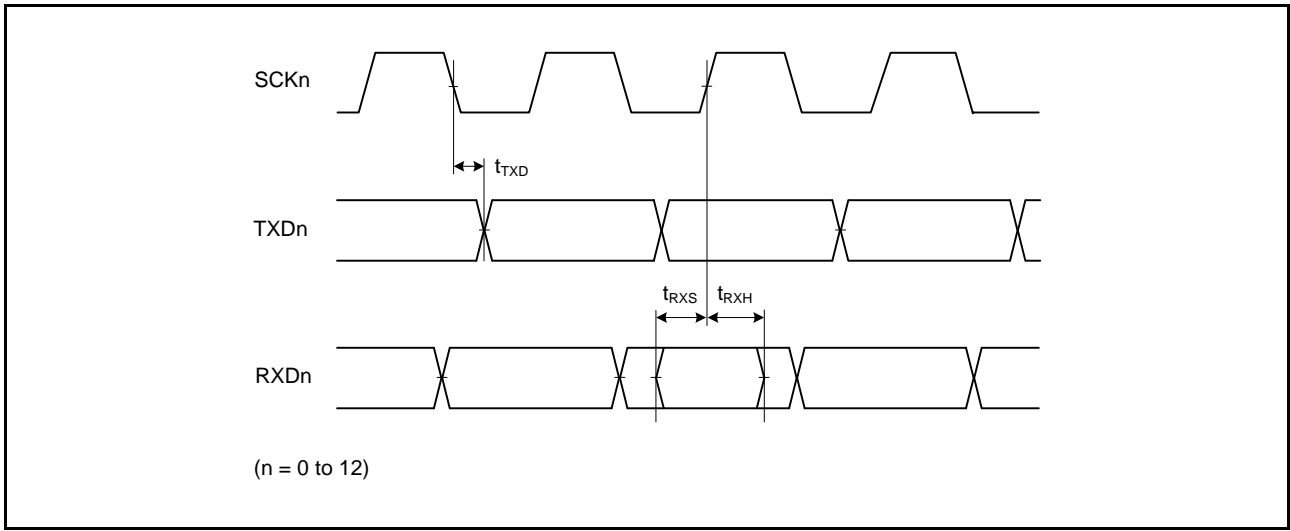 SCKn
tTXD
TXDn
tRXS tRXH
RXDn
(n = 0 to 12)